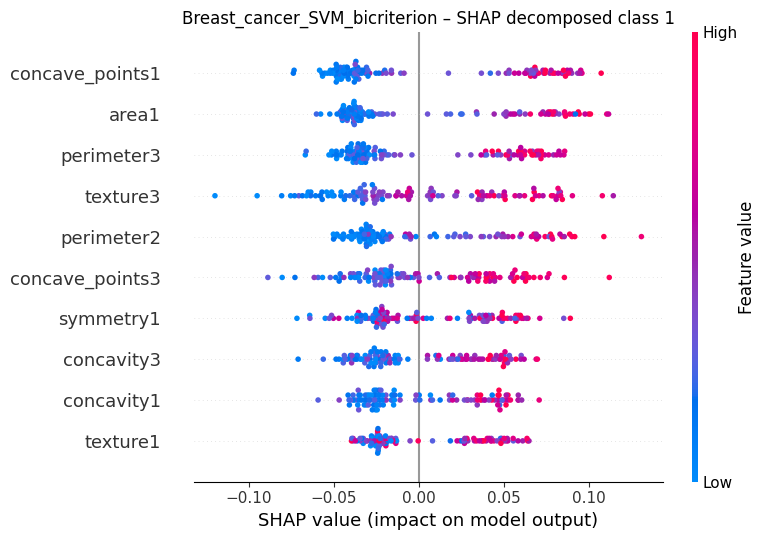 Breast_cancer_SVM_bicriterion – SHAP decomposed class 1
High
concave_points1
area1
perimeter3
texture3
perimeter2
concave_points3
symmetry1
concavity3
concavity1
texture1
Feature value
Low
−0.10 −0.05 0.00 0.05 0.10
SHAP value (impact on model output)